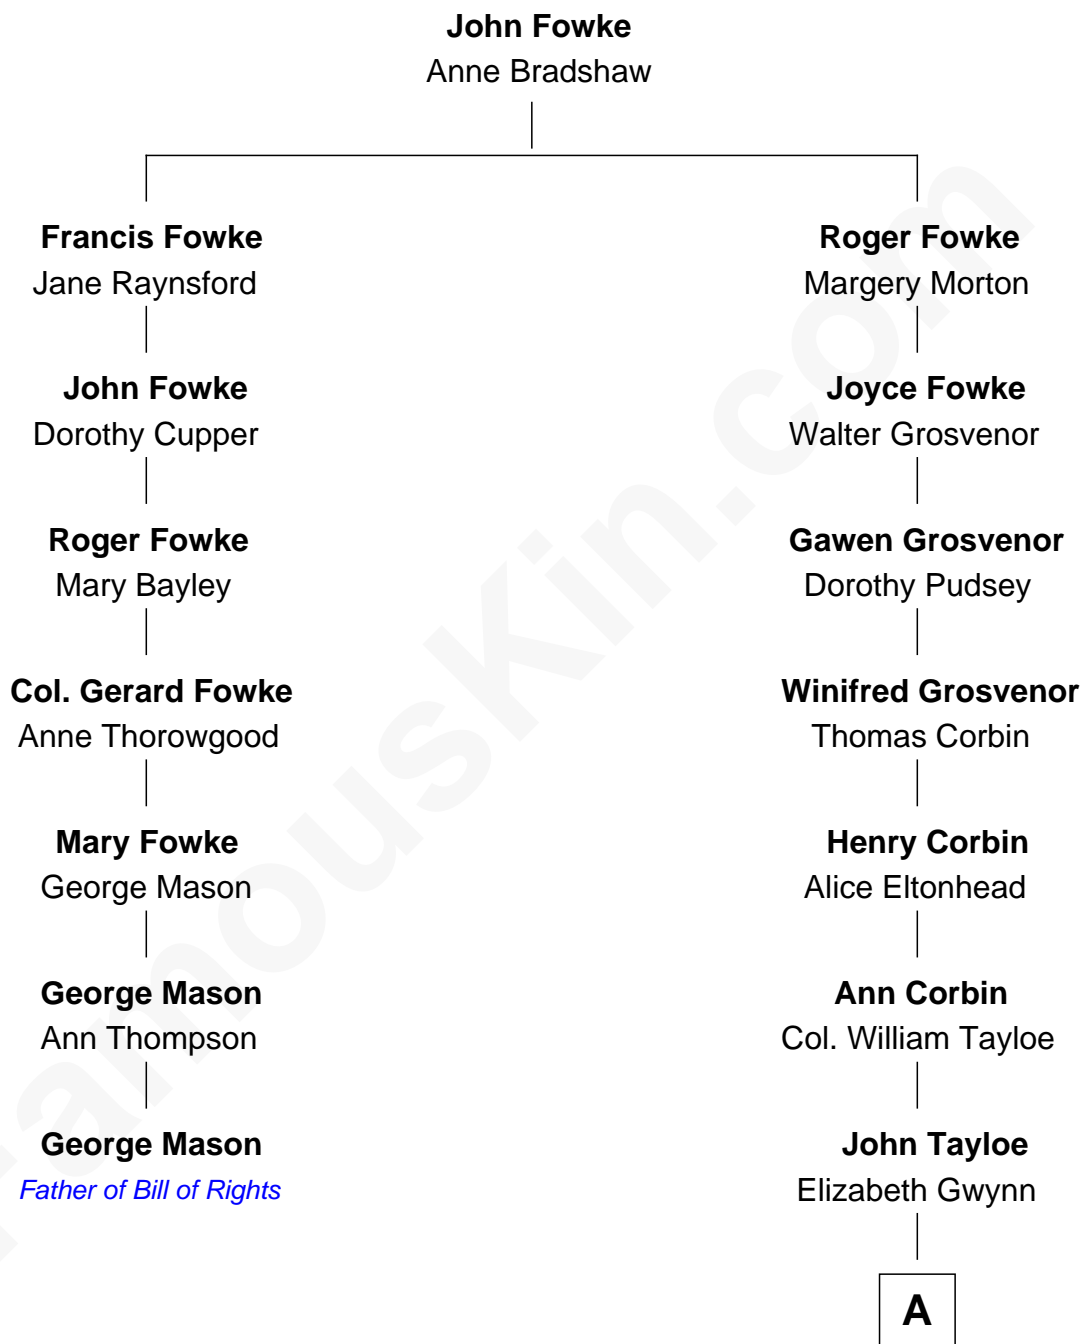 John Fowke
Anne Bradshaw
Francis Fowke
Jane Raynsford
Roger Fowke
Margery Morton
John Fowke
Dorothy Cupper
Joyce Fowke
Walter Grosvenor
Roger Fowke
Mary Bayley
Gawen Grosvenor
Dorothy Pudsey
Col. Gerard Fowke
Anne Thorowgood
Winifred Grosvenor
Thomas Corbin
Mary Fowke
George Mason
Henry Corbin
Alice Eltonhead
George Mason
Ann Thompson
Ann Corbin
Col. William Tayloe
George Mason
Father of Bill of Rights
John Tayloe
Elizabeth Gwynn
A
FamousKin.com